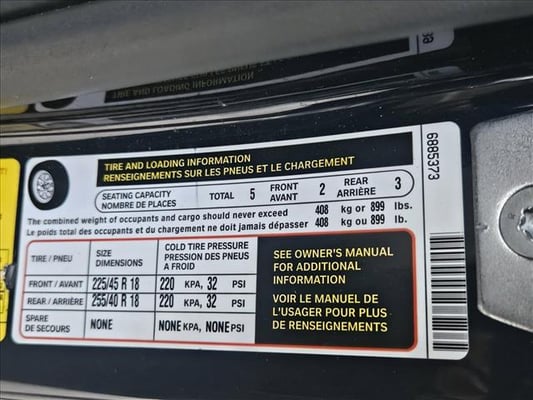 TIRE AND LOADING INFORMATION
RENSEIGNEMENTS SUR LES PNEUS ET LE CHARGEMENT
SEATING CAPACITY
NOMBRE DE PLACES
TOTAL 5 FRONT AVANT 2 REAR ARRIÈRE 3
The combined weight of occupants and cargo should never exceed 408 kg or 899 lbs.
Le poids total des occupants et du chargement ne doit jamais dépasser 408 kg or 899 lb.
TIRE / PNEU SIZE DIMENSIONS COLD TIRE PRESSURE PRESSION DES PNEUS A FROID
FRONT / AVANT 225/45 R 18 220 KPA, 32 PSI
REAR / ARRIÈRE 255/40 R 18 220 KPA, 32 PSI
SPARE DE SECOURS NONE NONE KPA, NONE PSI
SEE OWNER'S MANUAL
FOR ADDITIONAL
INFORMATION
VOIR LE MANUEL DE
L'USAGER POUR PLUS
DE RENSEIGNEMENTS
6885373